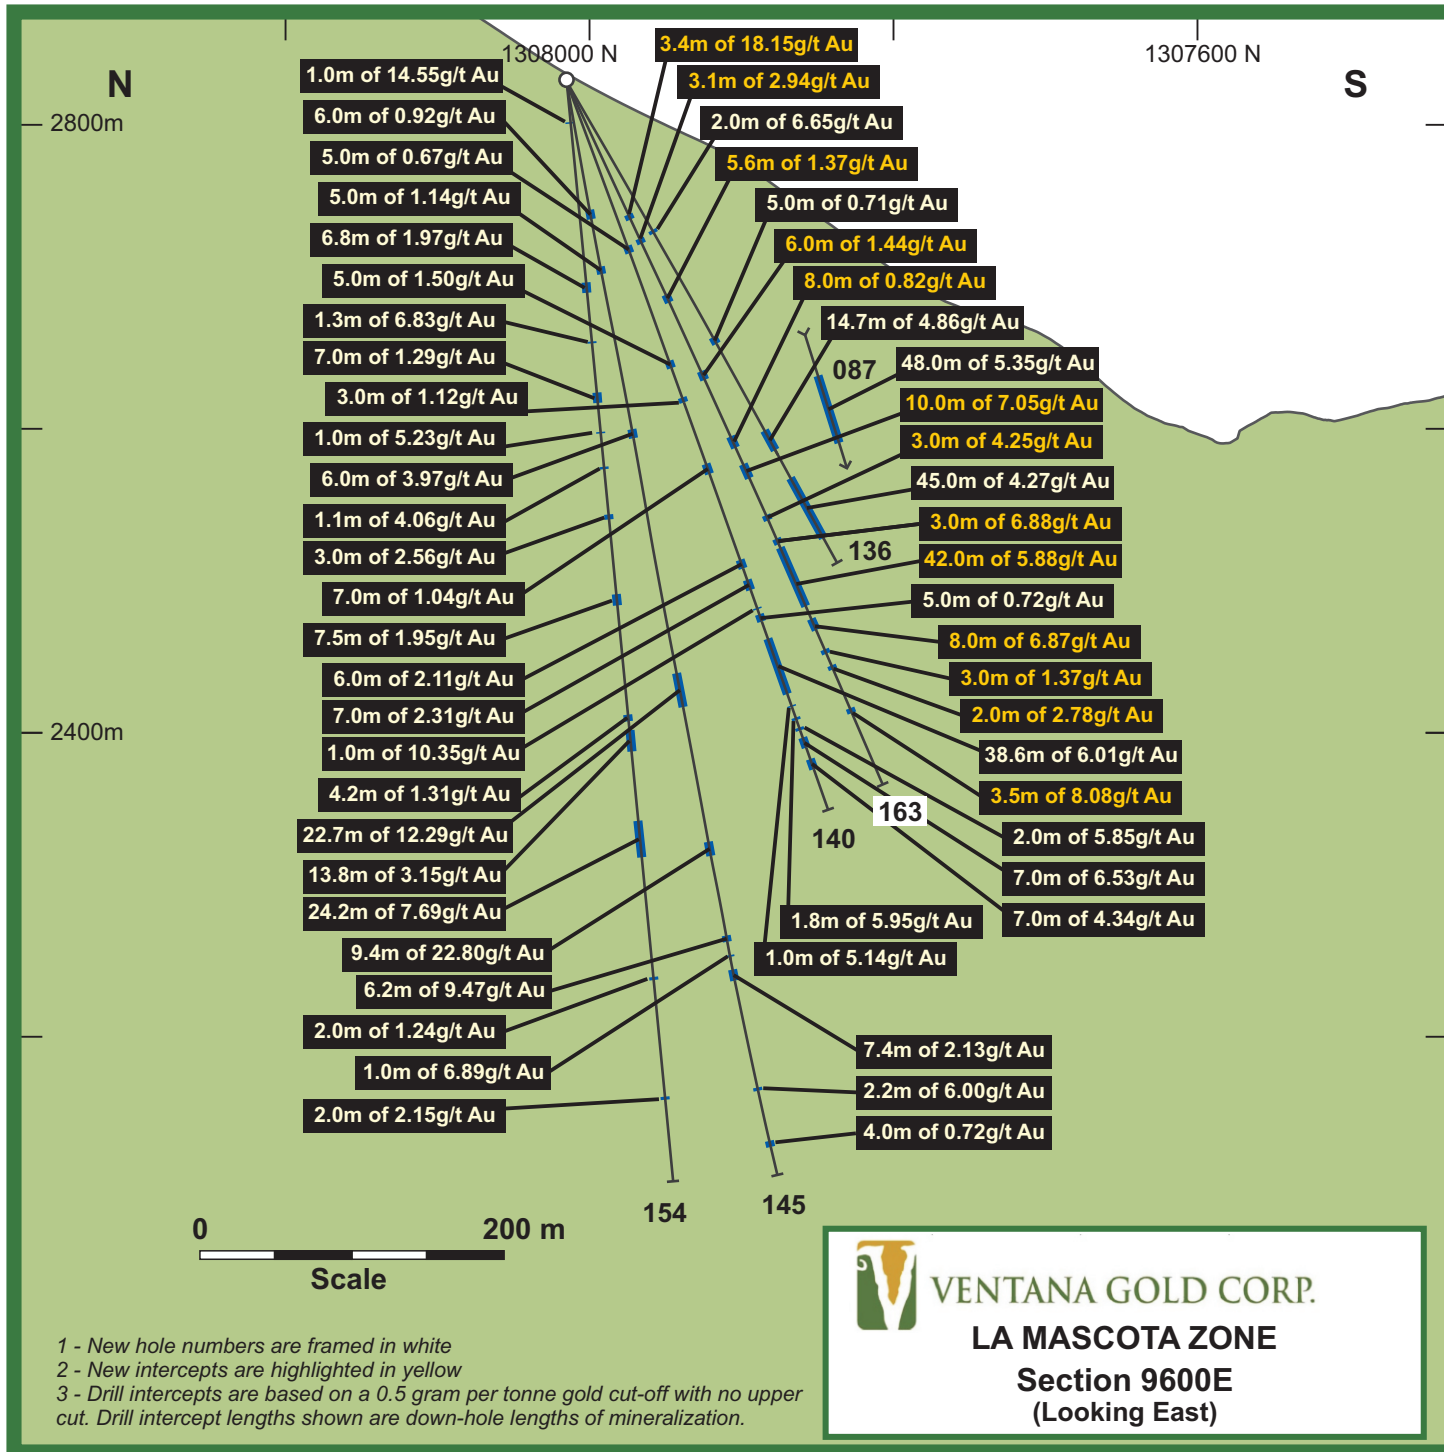 1308000 N
1307600 N
N
S
2800m
2400m
1.0m of 14.55g/t Au
6.0m of 0.92g/t Au
5.0m of 0.67g/t Au
5.0m of 1.14g/t Au
6.8m of 1.97g/t Au
5.0m of 1.50g/t Au
1.3m of 6.83g/t Au
7.0m of 1.29g/t Au
3.0m of 1.12g/t Au
1.0m of 5.23g/t Au
6.0m of 3.97g/t Au
1.1m of 4.06g/t Au
3.0m of 2.56g/t Au
7.0m of 1.04g/t Au
7.5m of 1.95g/t Au
6.0m of 2.11g/t Au
7.0m of 2.31g/t Au
1.0m of 10.35g/t Au
4.2m of 1.31g/t Au
22.7m of 12.29g/t Au
13.8m of 3.15g/t Au
24.2m of 7.69g/t Au
9.4m of 22.80g/t Au
6.2m of 9.47g/t Au
2.0m of 1.24g/t Au
1.0m of 6.89g/t Au
2.0m of 2.15g/t Au
3.4m of 18.15g/t Au
3.1m of 2.94g/t Au
2.0m of 6.65g/t Au
5.6m of 1.37g/t Au
5.0m of 0.71g/t Au
6.0m of 1.44g/t Au
8.0m of 0.82g/t Au
14.7m of 4.86g/t Au
087
48.0m of 5.35g/t Au
10.0m of 7.05g/t Au
3.0m of 4.25g/t Au
45.0m of 4.27g/t Au
3.0m of 6.88g/t Au
136
42.0m of 5.88g/t Au
5.0m of 0.72g/t Au
8.0m of 6.87g/t Au
3.0m of 1.37g/t Au
2.0m of 2.78g/t Au
38.6m of 6.01g/t Au
3.5m of 8.08g/t Au
163
140
2.0m of 5.85g/t Au
7.0m of 6.53g/t Au
7.0m of 4.34g/t Au
1.8m of 5.95g/t Au
1.0m of 5.14g/t Au
7.4m of 2.13g/t Au
2.2m of 6.00g/t Au
4.0m of 0.72g/t Au
154
145
0
200 m
Scale
1 - New hole numbers are framed in white
2 - New intercepts are highlighted in yellow
3 - Drill intercepts are based on a 0.5 gram per tonne gold cut-off with no upper
cut. Drill intercept lengths shown are down-hole lengths of mineralization.
VENTANA GOLD CORP.
LA MASCOTA ZONE
Section 9600E
(Looking East)